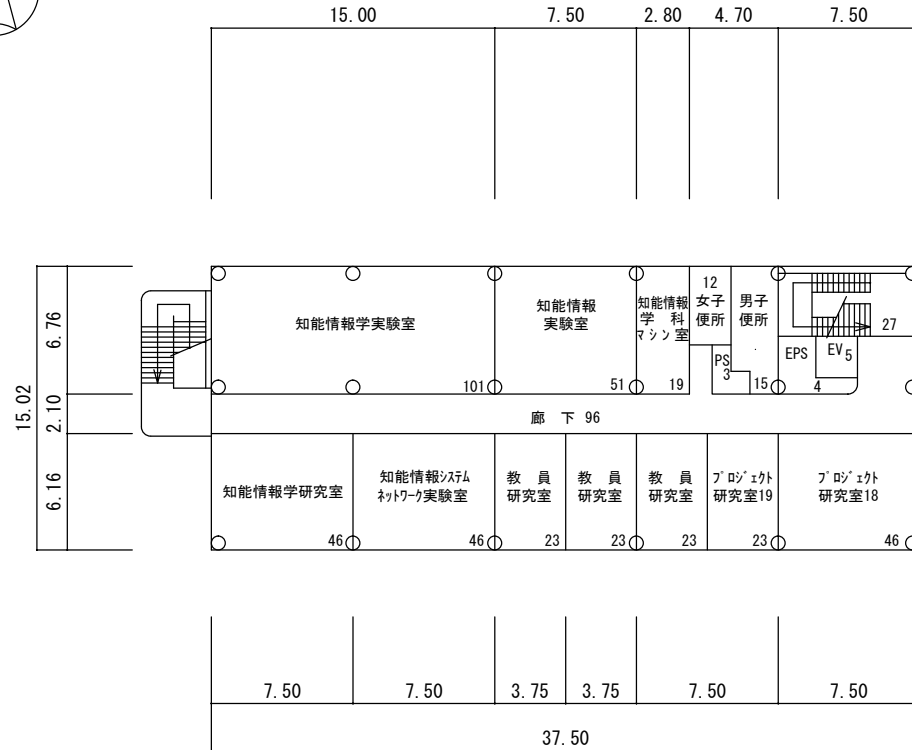 15.00
7.50
2.80
4.70
7.50
15.02
6.76
2.10
6.16
知能情報学実験室
101
知能情報
実験室
51
知能情報
学 科
マシン室
19
12
女子
便所
男子
便所
15
PS
3
27
EPS
EV 5
4
廊 下 96
知能情報学研究室
46
知能情報システム
ネットワーク実験室
46
教 員
研究室
23
教 員
研究室
23
教 員
研究室
23
プロジェクト
研究室19
23
プロジェクト
研究室18
46
7.50
7.50
3.75
3.75
7.50
7.50
37.50